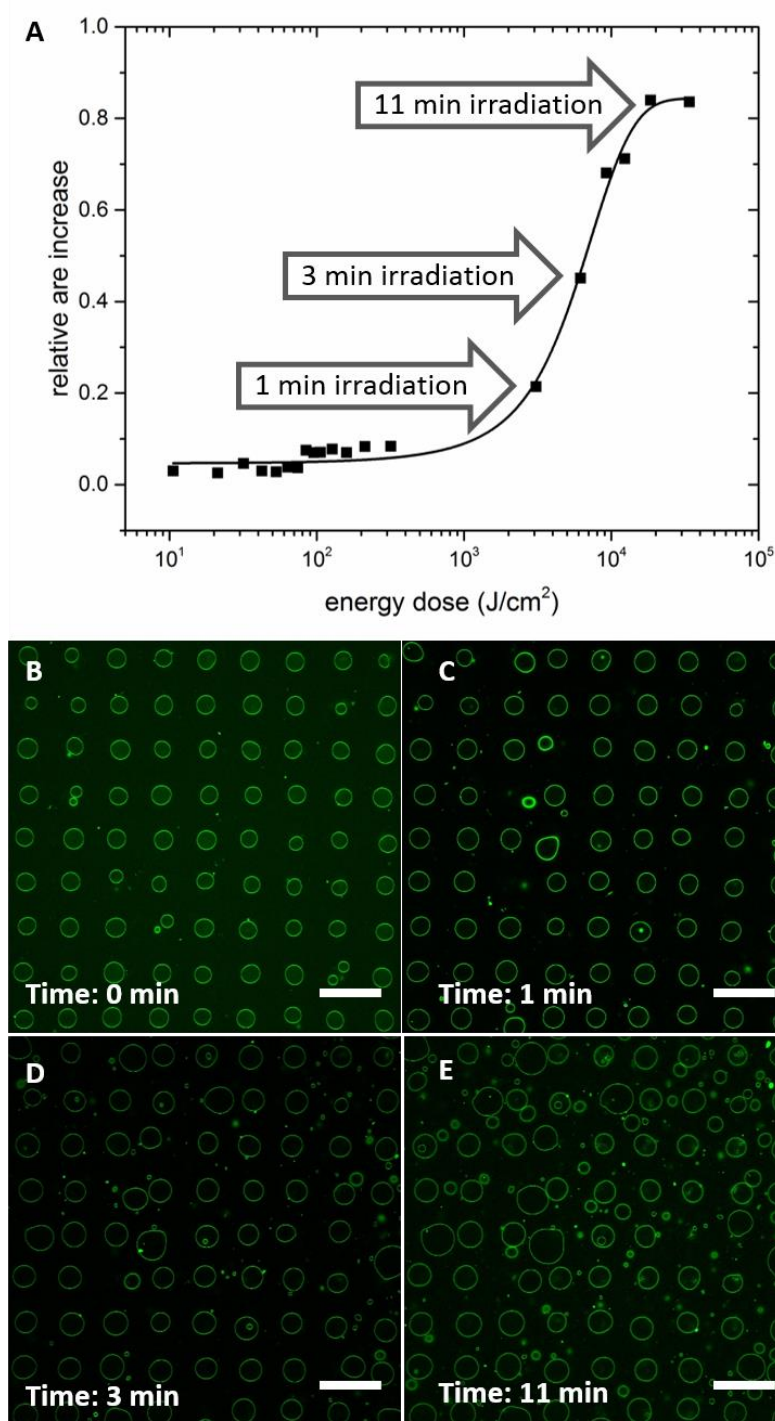 A
1.0
0.8
0.6
0.4
0.2
0.0
relative are increase
11 min irradiation
3 min irradiation
1 min irradiation
10¹
10²
10³
10⁴
10⁵
energy dose (J/cm²)
B
Time: 0 min
C
Time: 1 min
D
Time: 3 min
E
Time: 11 min